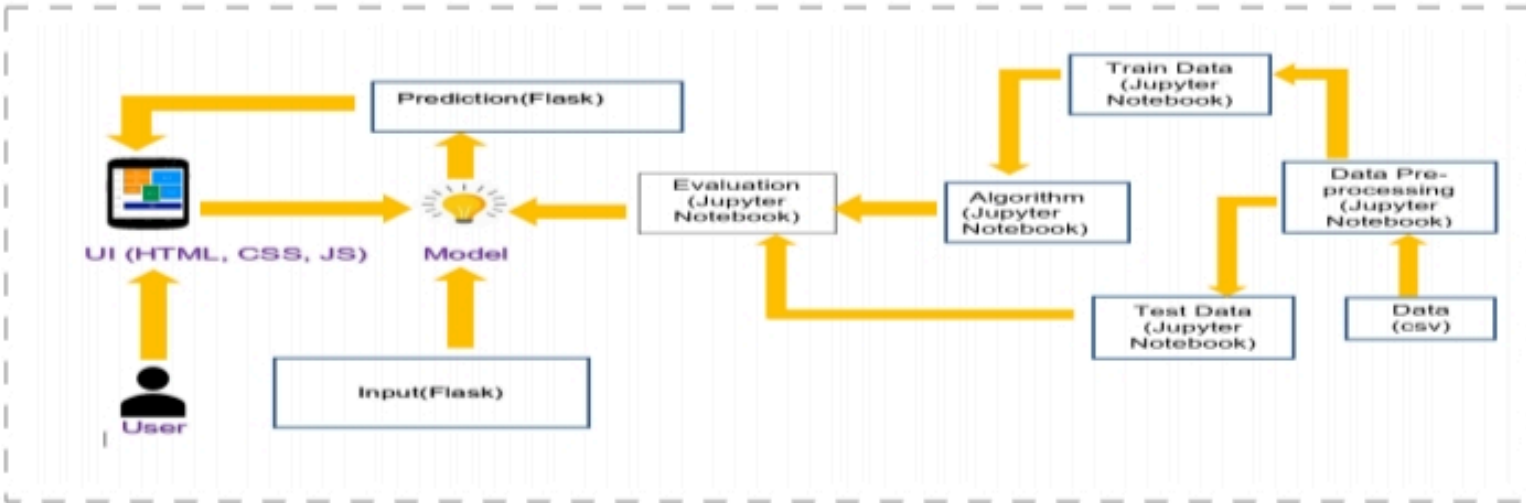 Prediction(Flask)
UI (HTML, CSS, JS)
User
Model
Input(Flask)
Evaluation
(Jupyter
Notebook)
Algorithm
(Jupyter
Notebook)
Train Data
(Jupyter
Notebook)
Test Data
(Jupyter
Notebook)
Data Pre-
processing
(Jupyter
Notebook)
Data
(csv)